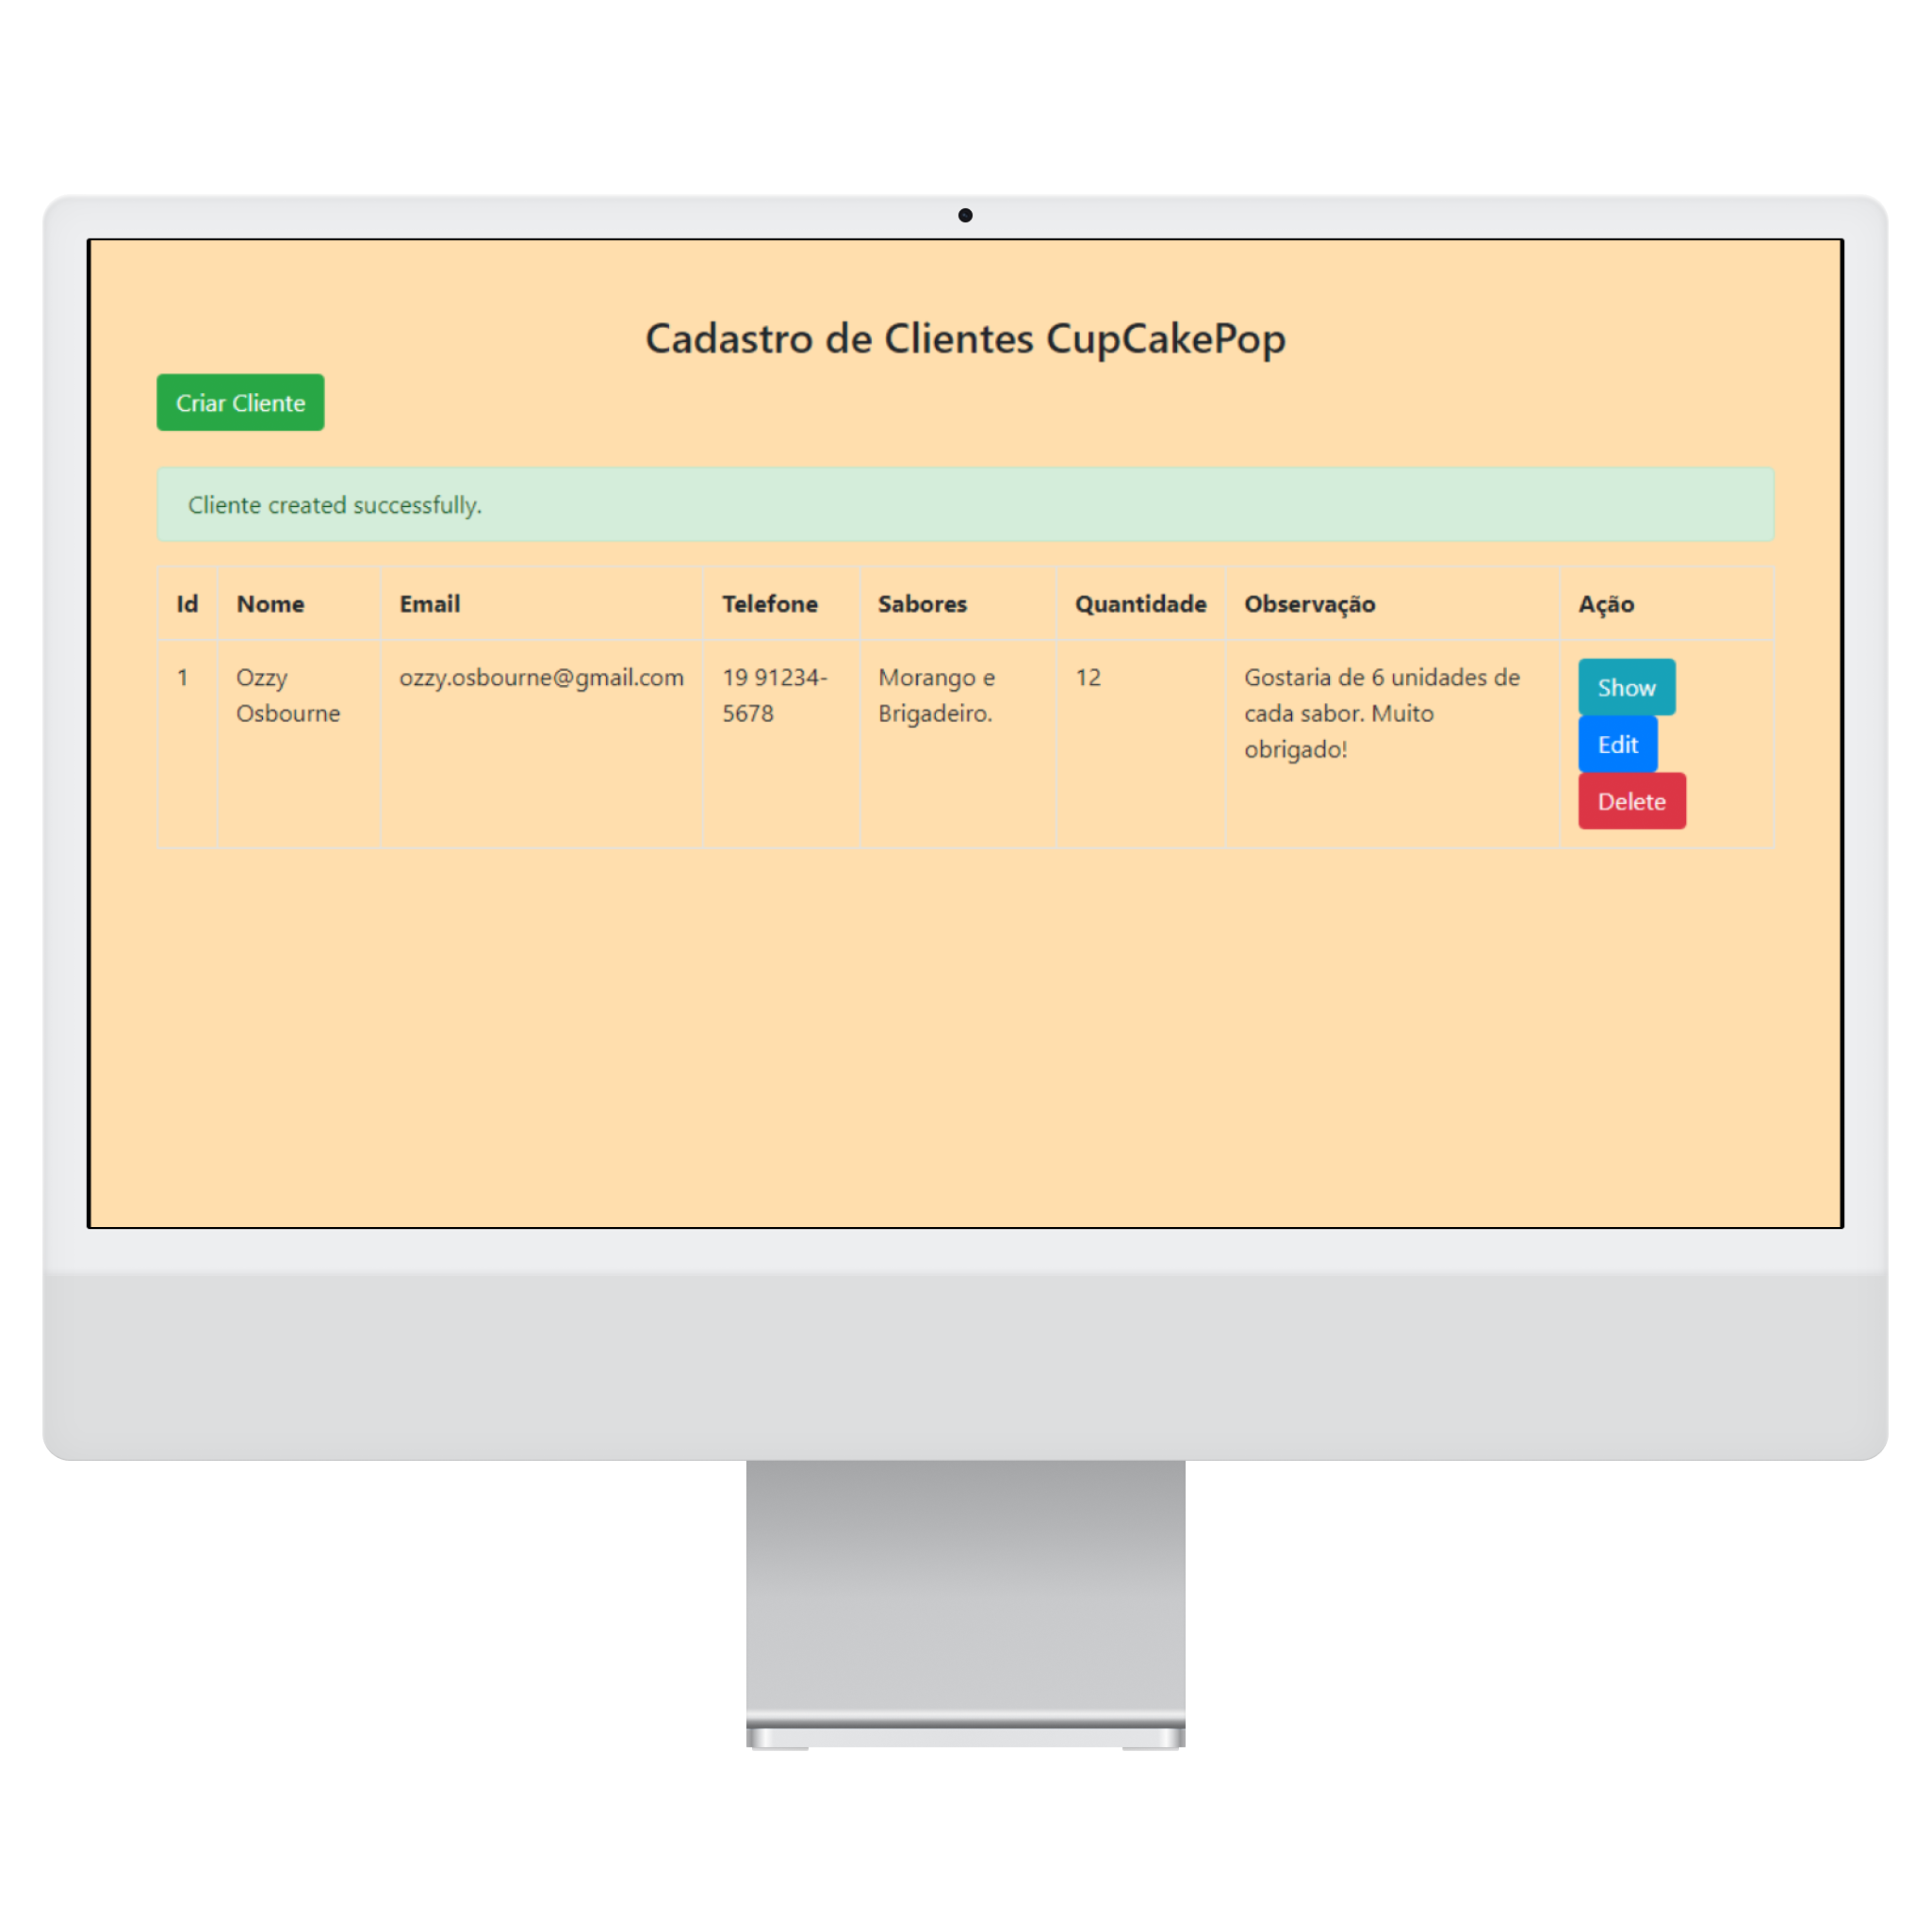 Cadastro de Clientes CupCakePop
Criar Cliente
Cliente created successfully.
Id Nome Email Telefone Sabores Quantidade Observação Ação
1 Ozzy Osbourne ozzy.osbourne@gmail.com 19 91234-5678 Morango e Brigadeiro. 12 Gostaria de 6 unidades de cada sabor. Muito obrigado!
Show
Edit
Delete